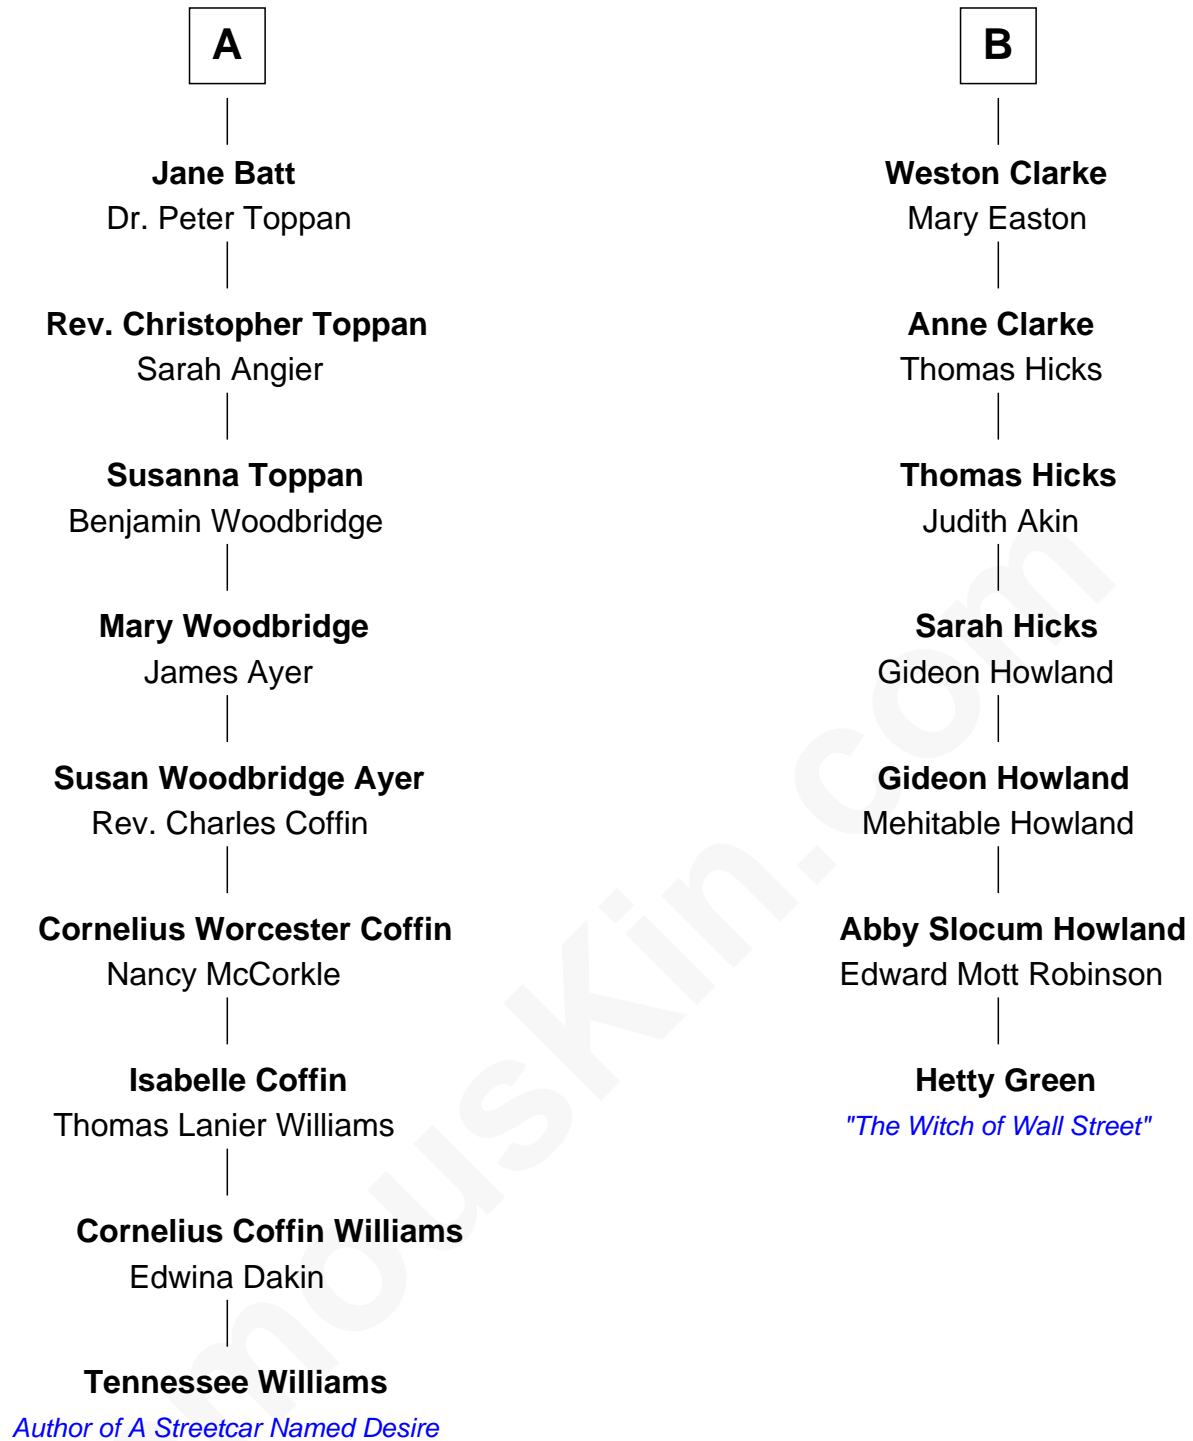 A
Jane Batt
Dr. Peter Toppan
Rev. Christopher Toppan
Sarah Angier
Susanna Toppan
Benjamin Woodbridge
Mary Woodbridge
James Ayer
Susan Woodbridge Ayer
Rev. Charles Coffin
Cornelius Worcester Coffin
Nancy McCorkle
Isabelle Coffin
Thomas Lanier Williams
Cornelius Coffin Williams
Edwina Dakin
Tennessee Williams
Author of A Streetcar Named Desire
B
Weston Clarke
Mary Easton
Anne Clarke
Thomas Hicks
Thomas Hicks
Judith Akin
Sarah Hicks
Gideon Howland
Gideon Howland
Mehitable Howland
Abby Slocum Howland
Edward Mott Robinson
Hetty Green
"The Witch of Wall Street"
mouskin.com